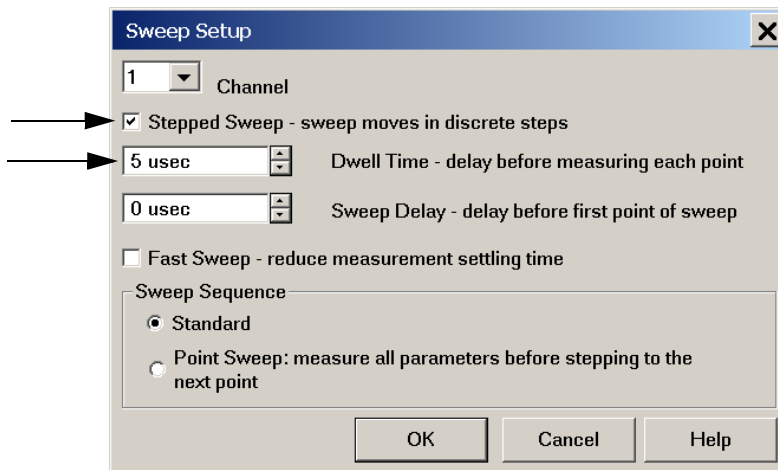 Sweep Setup
1 Channel
Stepped Sweep - sweep moves in discrete steps
5 usec Dwell Time - delay before measuring each point
0 usec Sweep Delay - delay before first point of sweep
Fast Sweep - reduce measurement settling time
Sweep Sequence
Standard
Point Sweep: measure all parameters before stepping to the
next point
OK Cancel Help